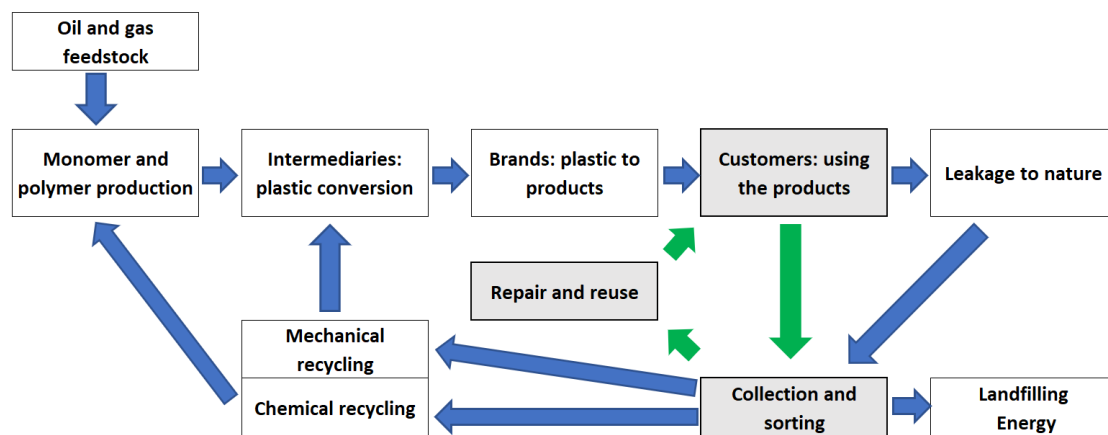 Oil and gas
feedstock
Monomer and
polymer production
Intermediaries:
plastic conversion
Brands: plastic to
products
Customers: using
the products
Leakage to nature
Repair and reuse
Mechanical
recycling
Chemical recycling
Collection and
sorting
Landfilling
Energy